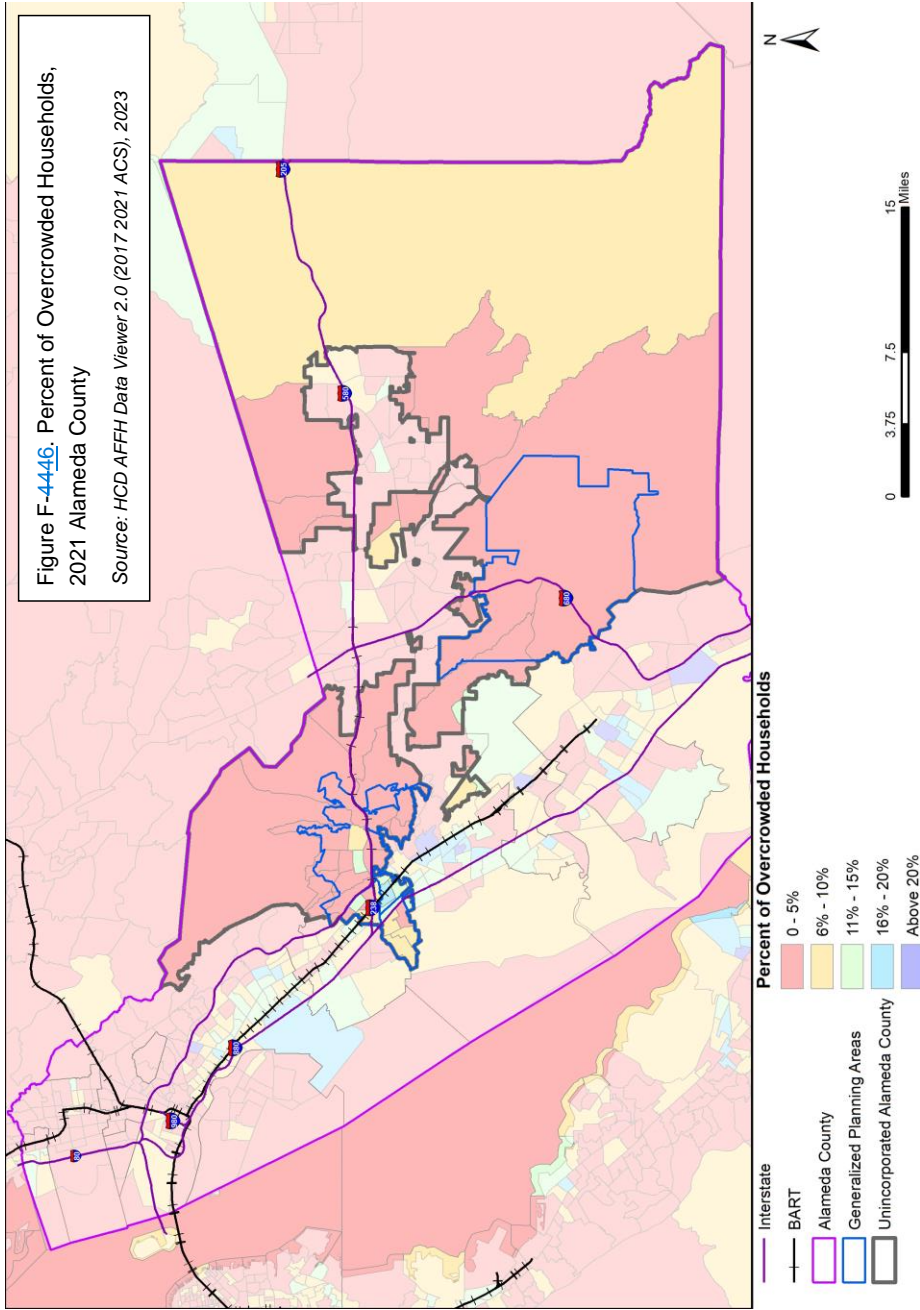 Figure F-4446. Percent of Overcrowded Households,
2021 Alameda County
Source: HCD AFFH Data Viewer 2.0 (2017 2021 ACS), 2023
80
880
880
238
580
205
680
N
Interstate
BART
Alameda County
Generalized Planning Areas
Unincorporated Alameda County
Percent of Overcrowded Households
0 - 5%
6% - 10%
11% - 15%
16% - 20%
Above 20%
0 3.75 7.5 15
Miles